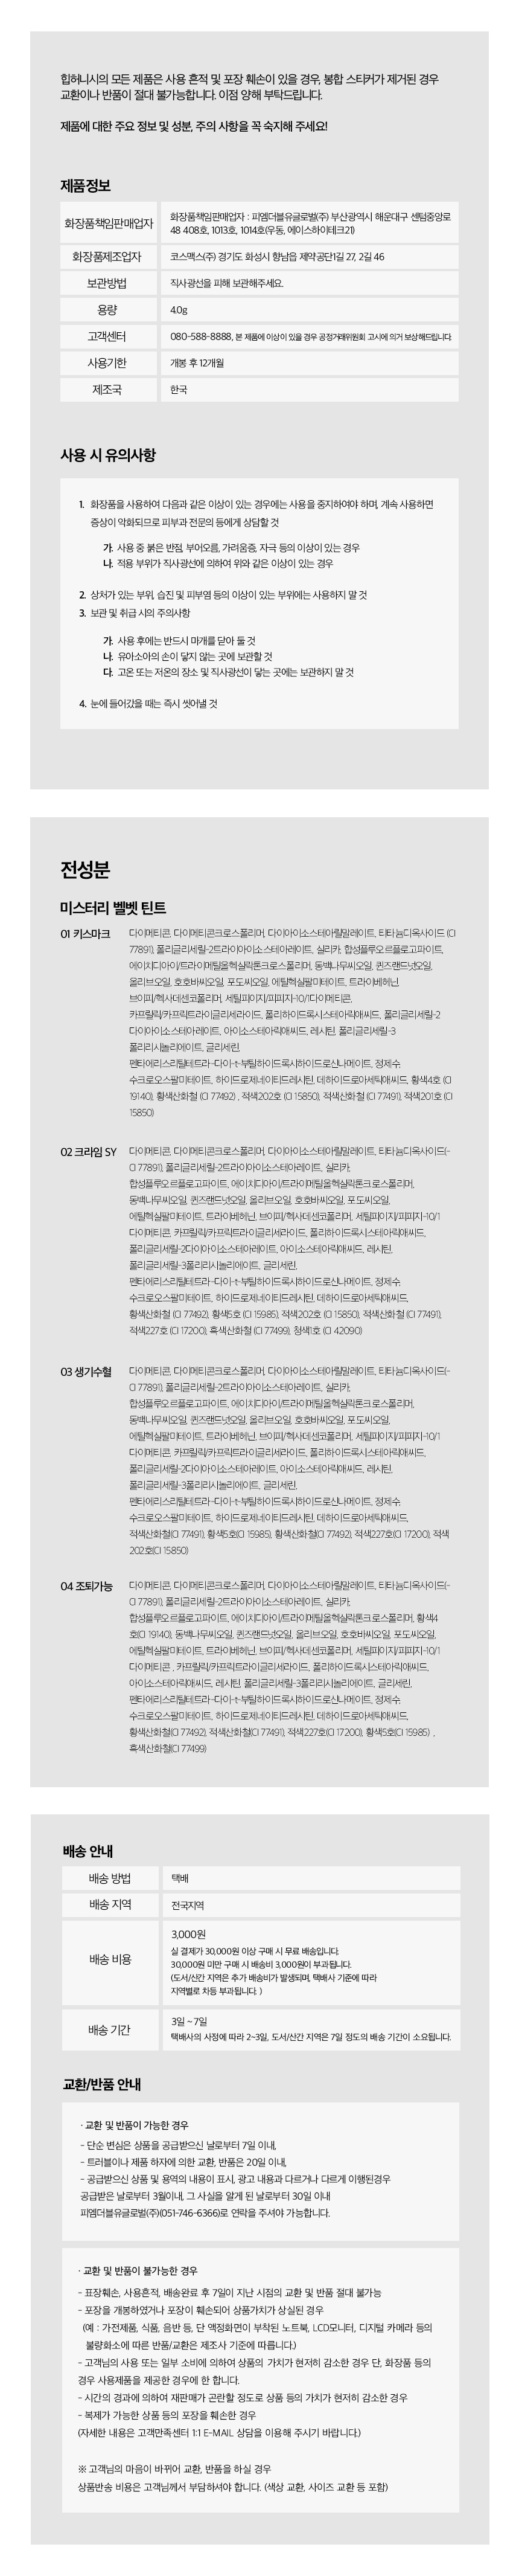 힙허니시의 모든 제품은 사용 흔적 및 포장 훼손이 있을 경우, 봉합 스티커가 제거된 경우
교환이나 반품이 절대 불가능합니다. 이점 양해 부탁드립니다.
제품에 대한 주요 정보 및 성분, 주의 사항을 꼭 숙지해 주세요!
제품정보
화장품책임판매업자 화장품책임판매업자 : 피엠더블유글로벌(주) 부산광역시 해운대구 센텀중앙로
48 408호, 1013호, 1014호(우동, 에이스하이테크21)
화장품제조업자 코스맥스(주) 경기도 화성시 향남읍 제약공단1길 27, 2길 46
보관방법 직사광선을 피해 보관해주세요.
용량 4.0g
고객센터 080-588-8888, 본 제품에 이상이 있을 경우 공정거래위원회 고시에 의거 보상해드립니다.
사용기한 개봉 후 12개월
제조국 한국
사용 시 유의사항
1. 화장품을 사용하여 다음과 같은 이상이 있는 경우에는 사용을 중지하여야 하며, 계속 사용하면
증상이 악화되므로 피부과 전문의 등에게 상담할 것
가. 사용 중 붉은 반점, 부어오름, 가려움증, 자극 등의 이상이 있는 경우
나. 적용 부위가 직사광선에 의하여 위와 같은 이상이 있는 경우
2. 상처가 있는 부위, 습진 및 피부염 등의 이상이 있는 부위에는 사용하지 말 것
3. 보관 및 취급 시의 주의사항
가. 사용 후에는 반드시 마개를 닫아 둘 것
나. 유아소아의 손이 닿지 않는 곳에 보관할 것
다. 고온 또는 저온의 장소 및 직사광선이 닿는 곳에는 보관하지 말 것
4. 눈에 들어갔을 때는 즉시 씻어낼 것
전성분
미스터리 벨벳 틴트
01 키스마크 다이메티콘, 다이메티콘크로스폴리머, 다이아이소스테아릴말레이트, 티타늄디옥사이드 (CI
77891), 폴리글리세릴-2트라이아이소스테아레이트, 실리카, 합성플루오르플로고파이트,
에이치디아이/트라이메틸올헥실락톤크로스폴리머, 동백나무씨오일, 퀸즈랜드넛오일,
올리브오일, 호호바씨오일, 포도씨오일, 에틸헥실팔미테이트, 트라이베헤닌,
브이피/헥사데센코폴리머, 세틸피이지/피피지-10/1다이메티콘,
카프릴릭/카프릭트라이글리세라이드, 폴리하이드록시스테아릭애씨드, 폴리글리세릴-2
다이아이소스테아레이트, 아이소스테아릭애씨드, 레시틴, 폴리글리세릴-3
폴리리시놀리에이트, 글리세린,
펜타에리스리틸테트라-다이-t-부틸하이드록시하이드로신나메이트, 정제수,
수크로오스팔미테이트, 하이드로제네이티드레시틴, 데하이드로아세틱애씨드, 황색4호 (CI
19140), 황색산화철 (CI 77492) , 적색202호 (CI 15850), 적색산화철 (CI 77491), 적색201호 (CI
15850)
02 크라임 SY 다이메티콘, 다이메티콘크로스폴리머, 다이아이소스테아릴말레이트, 티타늄디옥사이드(-
CI 77891), 폴리글리세릴-2트라이아이소스테아레이트, 실리카,
합성플루오르플로고파이트, 에이치디아이/트라이메틸올헥실락톤크로스폴리머,
동백나무씨오일, 퀸즈랜드넛오일, 올리브오일, 호호바씨오일, 포도씨오일,
에틸헥실팔미테이트, 트라이베헤닌, 브이피/헥사데센코폴리머, 세틸피이지/피피지-10/1
다이메티콘, 카프릴릭/카프릭트라이글리세라이드, 폴리하이드록시스테아릭애씨드,
폴리글리세릴-2다이아이소스테아레이트, 아이소스테아릭애씨드, 레시틴,
폴리글리세릴-3폴리리시놀리에이트, 글리세린,
펜타에리스리틸테트라-다이-t-부틸하이드록시하이드로신나메이트, 정제수,
수크로오스팔미테이트, 하이드로제네이티드레시틴, 데하이드로아세틱애씨드,
황색산화철 (CI 77492), 황색5호 (CI 15985), 적색202호 (CI 15850), 적색산화철 (CI 77491),
적색227호 (CI 17200), 흑색산화철 (CI 77499), 청색1호 (CI 42090)
03 생기수혈 다이메티콘, 다이메티콘크로스폴리머, 다이아이소스테아릴말레이트, 티타늄디옥사이드(-
CI 77891), 폴리글리세릴-2트라이아이소스테아레이트, 실리카,
합성플루오르플로고파이트, 에이치디아이/트라이메틸올헥실락톤크로스폴리머,
동백나무씨오일, 퀸즈랜드넛오일, 올리브오일, 호호바씨오일, 포도씨오일,
에틸헥실팔미테이트, 트라이베헤닌, 브이피/헥사데센코폴리머, 세틸피이지/피피지-10/1
다이메티콘, 카프릴릭/카프릭트라이글리세라이드, 폴리하이드록시스테아릭애씨드,
폴리글리세릴-2다이아이소스테아레이트, 아이소스테아릭애씨드, 레시틴,
폴리글리세릴-3폴리리시놀리에이트, 글리세린,
펜타에리스리틸테트라-다이-t-부틸하이드록시하이드로신나메이트, 정제수,
수크로오스팔미테이트, 하이드로제네이티드레시틴, 데하이드로아세틱애씨드,
적색산화철(CI 77491), 황색5호(CI 15985), 황색산화철(CI 77492), 적색227호(CI 17200), 적색
202호(CI 15850)
04 조퇴가능 다이메티콘, 다이메티콘크로스폴리머, 다이아이소스테아릴말레이트, 티타늄디옥사이드(-
CI 77891), 폴리글리세릴-2트라이아이소스테아레이트, 실리카,
합성플루오르플로고파이트, 에이치디아이/트라이메틸올헥실락톤크로스폴리머, 황색4
호(CI 19140), 동백나무씨오일, 퀸즈랜드넛오일, 올리브오일, 호호바씨오일, 포도씨오일,
에틸헥실팔미테이트, 트라이베헤닌, 브이피/헥사데센코폴리머, 세틸피이지/피피지-10/1
다이메티콘 , 카프릴릭/카프릭트라이글리세라이드, 폴리하이드록시스테아릭애씨드,
아이소스테아릭애씨드, 레시틴, 폴리글리세릴-3폴리리시놀리에이트, 글리세린,
펜타에리스리틸테트라-다이-t-부틸하이드록시하이드로신나메이트, 정제수,
수크로오스팔미테이트, 하이드로제네이티드레시틴, 데하이드로아세틱애씨드,
황색산화철(CI 77492), 적색산화철(CI 77491), 적색227호(CI 17200), 황색5호(CI 15985) ,
흑색산화철(CI 77499)
배송 안내
배송 방법 택배
배송 지역 전국지역
배송 비용 3,000원
실 결제가 30,000원 이상 구매 시 무료 배송입니다.
30,000원 미만 구매 시 배송비 3,000원이 부과됩니다.
(도서/산간 지역은 추가 배송비가 발생되며, 택배사 기준에 따라
지역별로 차등 부과됩니다. )
배송 기간 3일 ~ 7일
택배사의 사정에 따라 2~3일, 도서/산간 지역은 7일 정도의 배송 기간이 소요됩니다.
교환/반품 안내
· 교환 및 반품이 가능한 경우
- 단순 변심은 상품을 공급받으신 날로부터 7일 이내,
- 트러블이나 제품 하자에 의한 교환, 반품은 20일 이내,
- 공급받으신 상품 및 용역의 내용이 표시, 광고 내용과 다르거나 다르게 이행된경우
공급받은 날로부터 3월이내, 그 사실을 알게 된 날로부터 30일 이내
피엠더블유글로벌(주)(051-746-6366)로 연락을 주셔야 가능합니다.
· 교환 및 반품이 불가능한 경우
- 포장훼손, 사용흔적, 배송완료 후 7일이 지난 시점의 교환 및 반품 절대 불가능
- 포장을 개봉하였거나 포장이 훼손되어 상품가치가 상실된 경우
(예 : 가전제품, 식품, 음반 등, 단 액정화면이 부착된 노트북, LCD모니터, 디지털 카메라 등의
불량화소에 따른 반품/교환은 제조사 기준에 따릅니다.)
- 고객님의 사용 또는 일부 소비에 의하여 상품의 가치가 현저히 감소한 경우 단, 화장품 등의
경우 사용제품을 제공한 경우에 한 합니다.
- 시간의 경과에 의하여 재판매가 곤란할 정도로 상품 등의 가치가 현저히 감소한 경우
- 복제가 가능한 상품 등의 포장을 훼손한 경우
(자세한 내용은 고객만족센터 1:1 E-MAIL 상담을 이용해 주시기 바랍니다.)
※ 고객님의 마음이 바뀌어 교환, 반품을 하실 경우
상품반송 비용은 고객님께서 부담하셔야 합니다. (색상 교환, 사이즈 교환 등 포함)